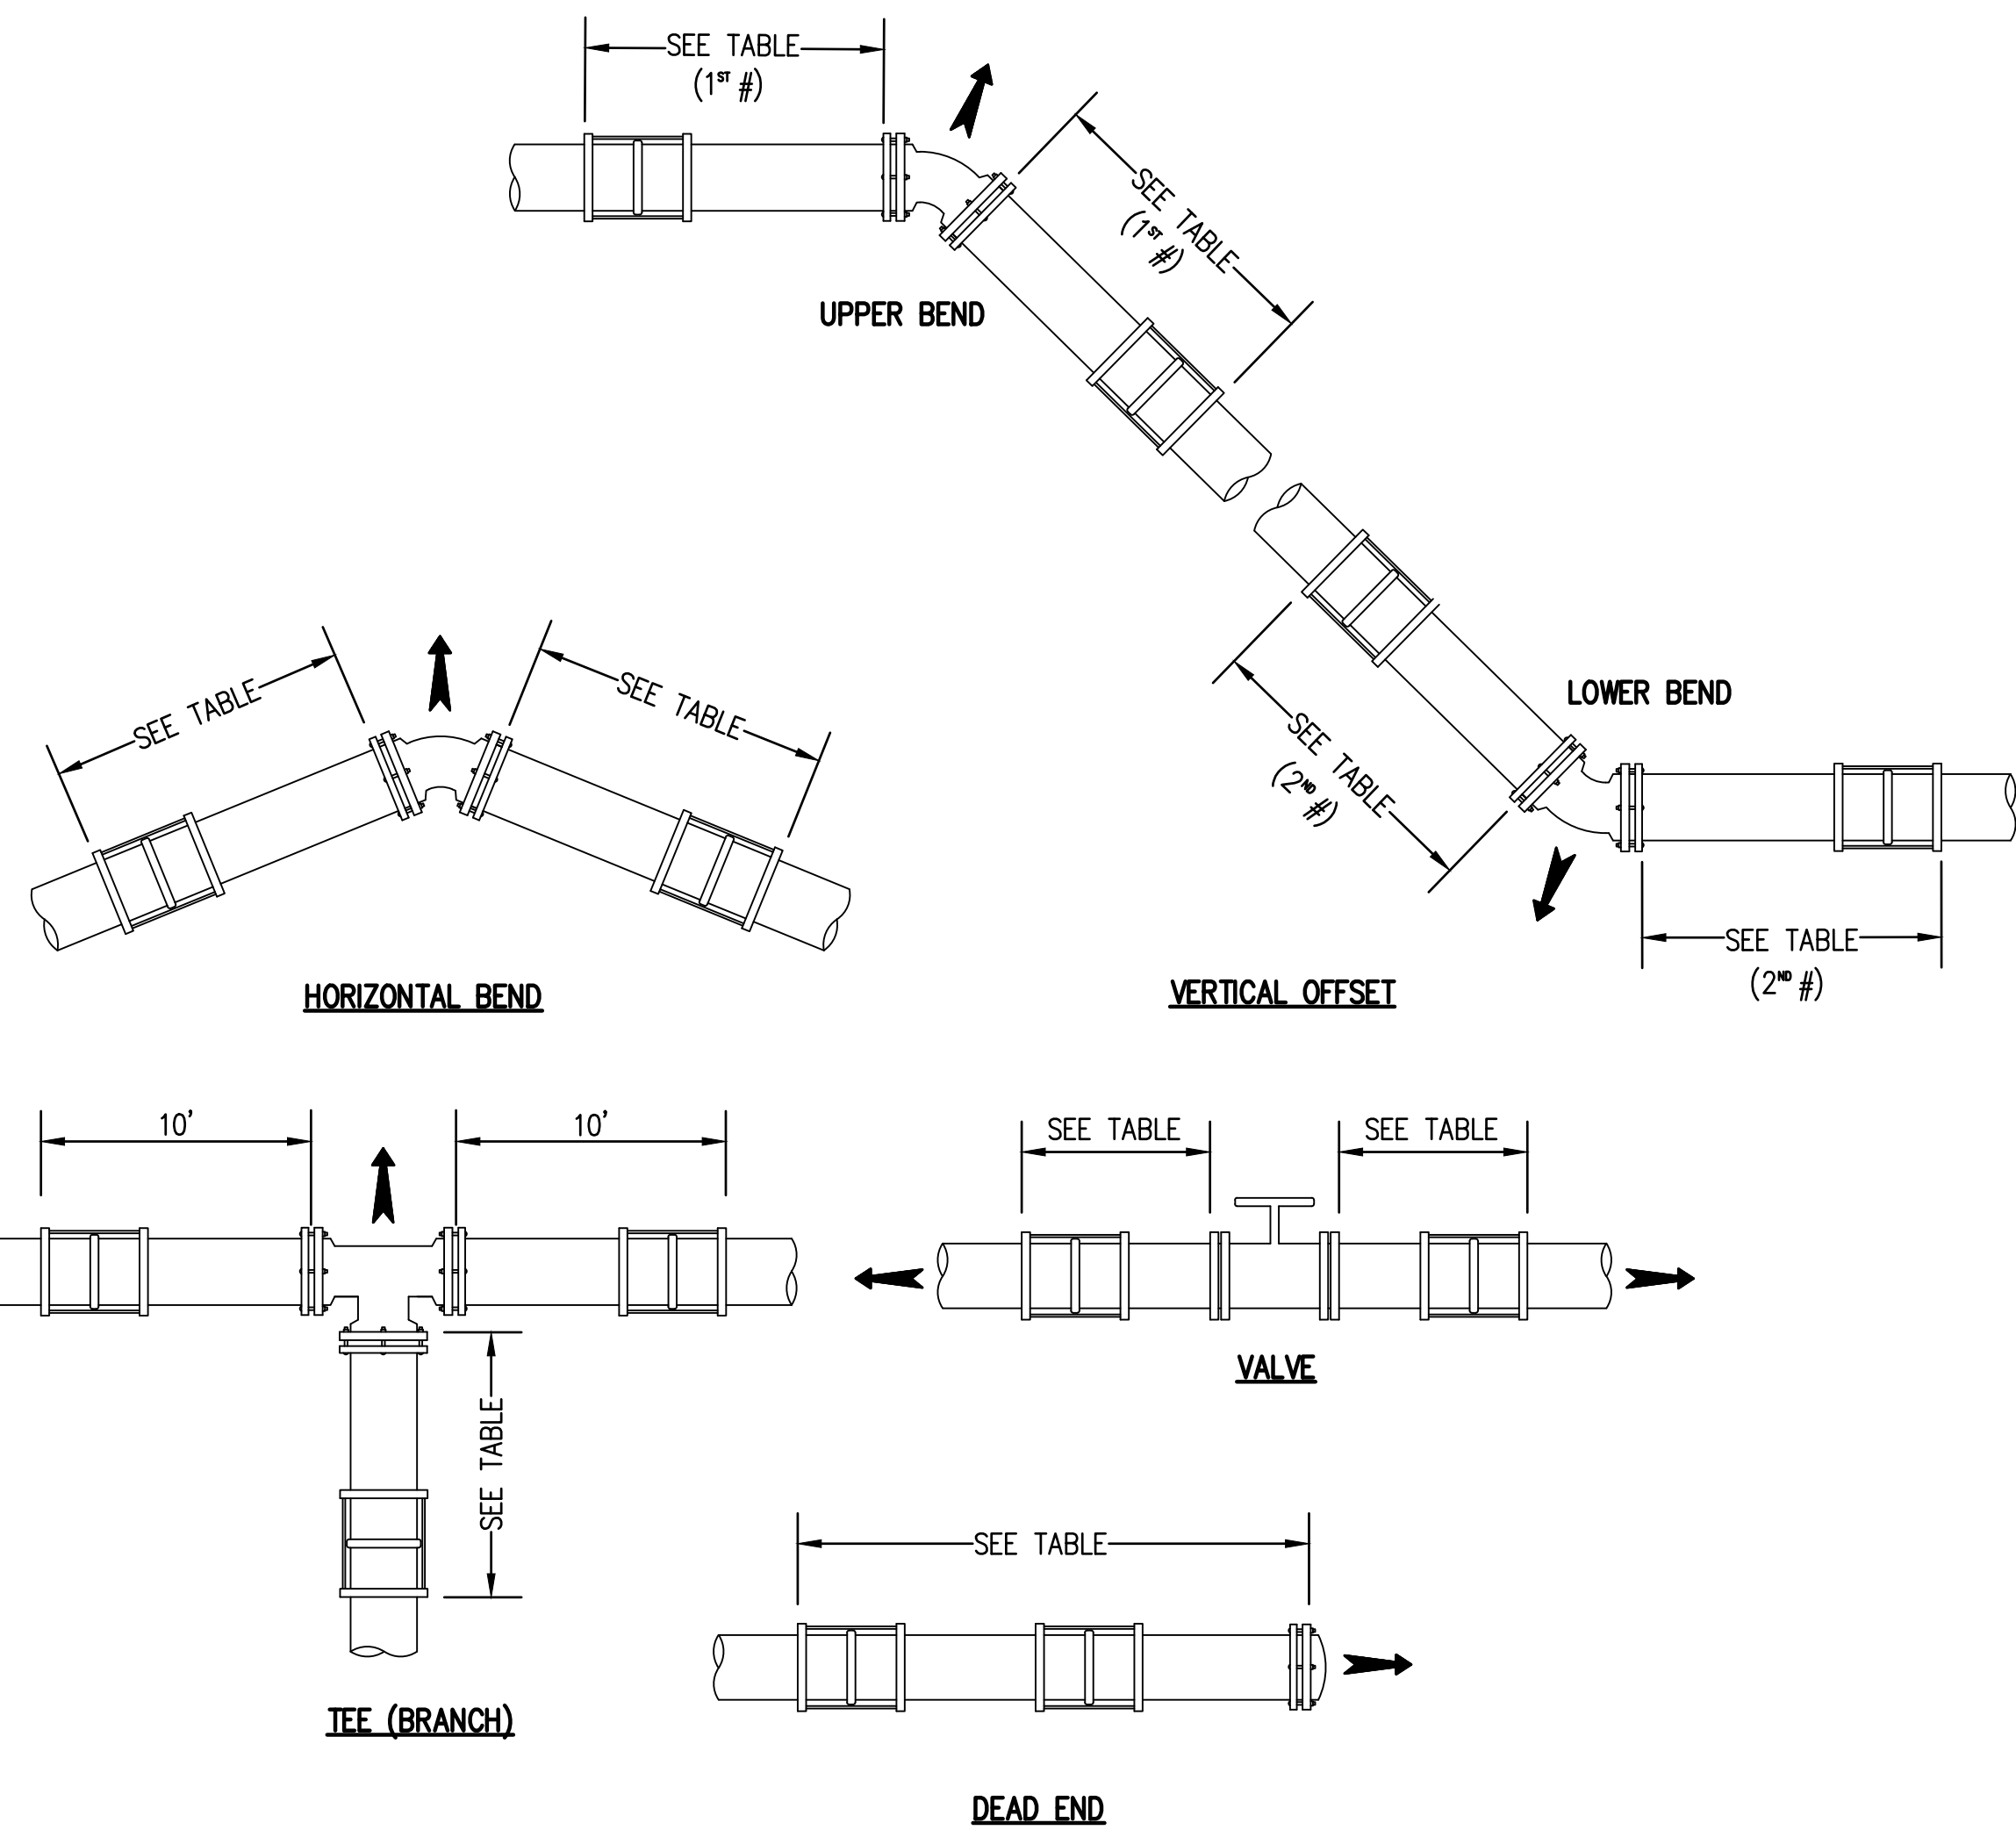 SEE TABLE
(1ST #)
SEE TABLE
(1ST #)
UPPER BEND
SEE TABLE
SEE TABLE
HORIZONTAL BEND
LOWER BEND
SEE TABLE
(2ND #)
SEE TABLE
(2ND #)
VERTICAL OFFSET
10'
10'
SEE TABLE
TEE (BRANCH)
SEE TABLE
SEE TABLE
VALVE
SEE TABLE
DEAD END